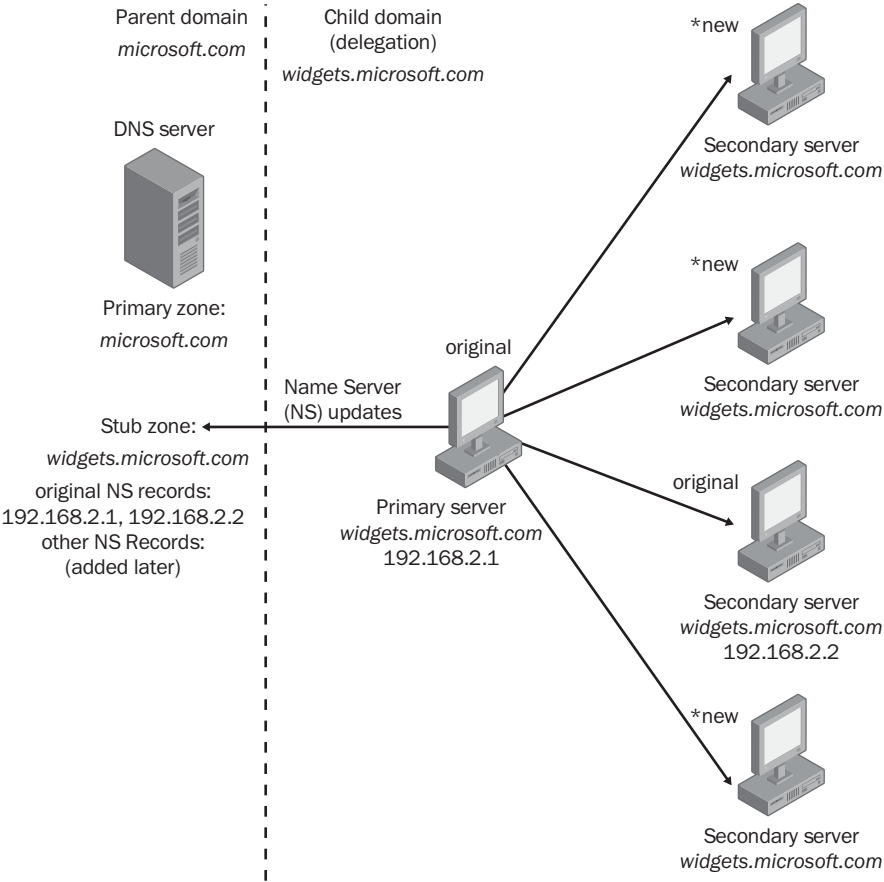 Parent domain
microsoft.com
Child domain
(delegation)
widgets.microsoft.com
DNS server
Primary zone:
microsoft.com
Stub zone:
widgets.microsoft.com
original NS records:
192.168.2.1, 192.168.2.2
other NS Records:
(added later)
Name Server
(NS) updates
original
Primary server
widgets.microsoft.com
192.168.2.1
*new
Secondary server
widgets.microsoft.com
*new
Secondary server
widgets.microsoft.com
original
Secondary server
widgets.microsoft.com
192.168.2.2
*new
Secondary server
widgets.microsoft.com